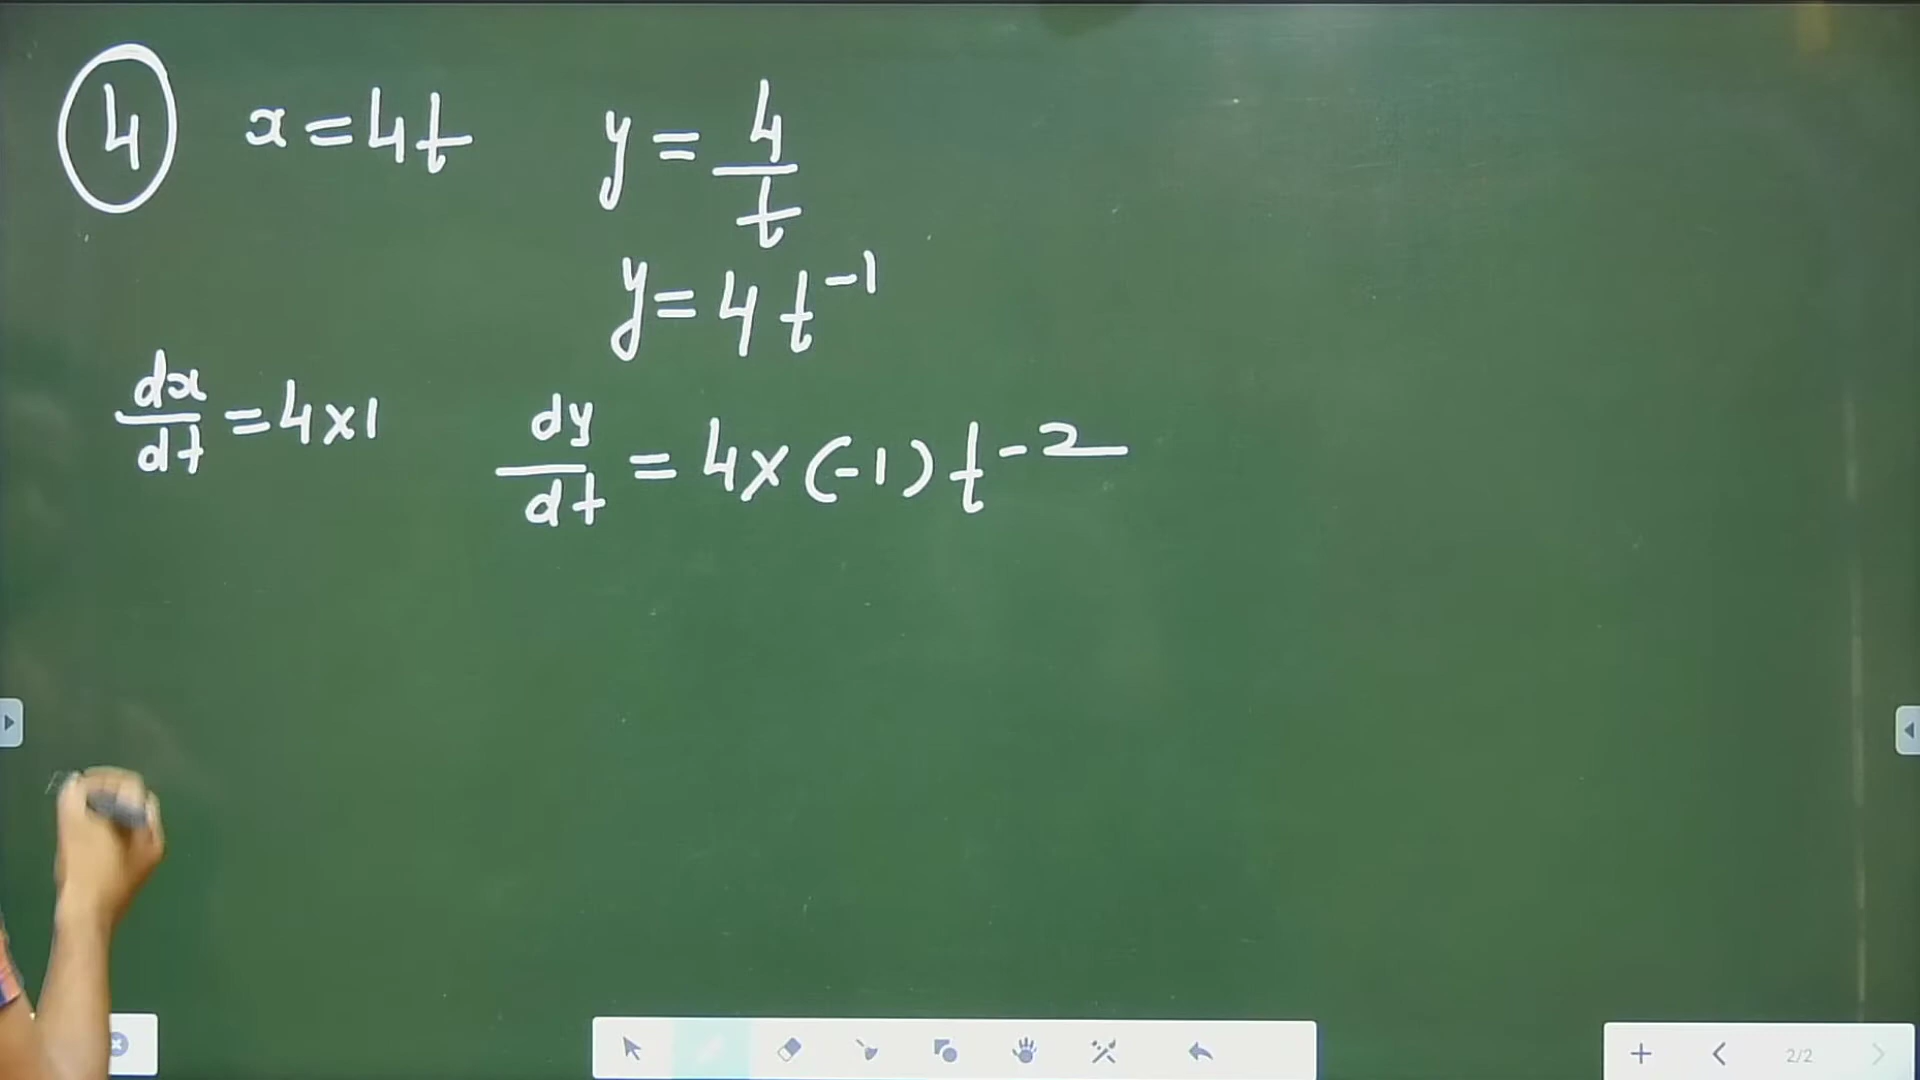 4 x = 4t y = 4/t
y = 4t⁻¹
dx/dt = 4×1 dy/dt = 4×(-1)t⁻²
2/2